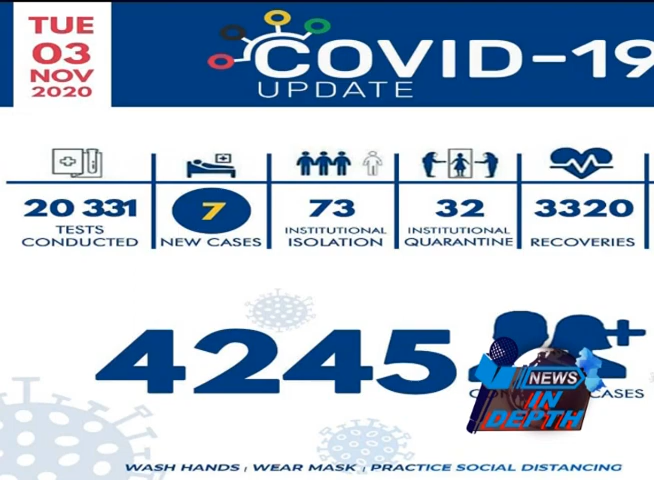 TUE
03
NOV
2020
COVID-19
UPDATE
20 331
TESTS
CONDUCTED
7
NEW CASES
73
INSTITUTIONAL
ISOLATION
32
INSTITUTIONAL
QUARANTINE
3320
RECOVERIES
4245
CASES
NEWS
IN
DEPTH
WASH HANDS | WEAR MASK | PRACTICE SOCIAL DISTANCING